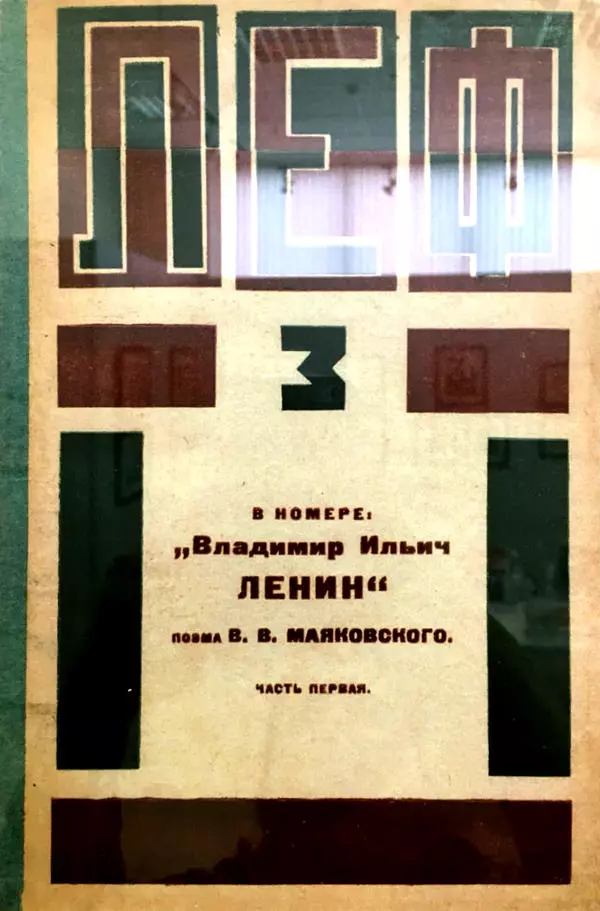 ЛЕФ
3
В НОМЕРЕ:
„Владимир Ильич
ЛЕНИН“
поэма В. В. МАЯКОВСКОГО.
ЧАСТЬ ПЕРВАЯ.